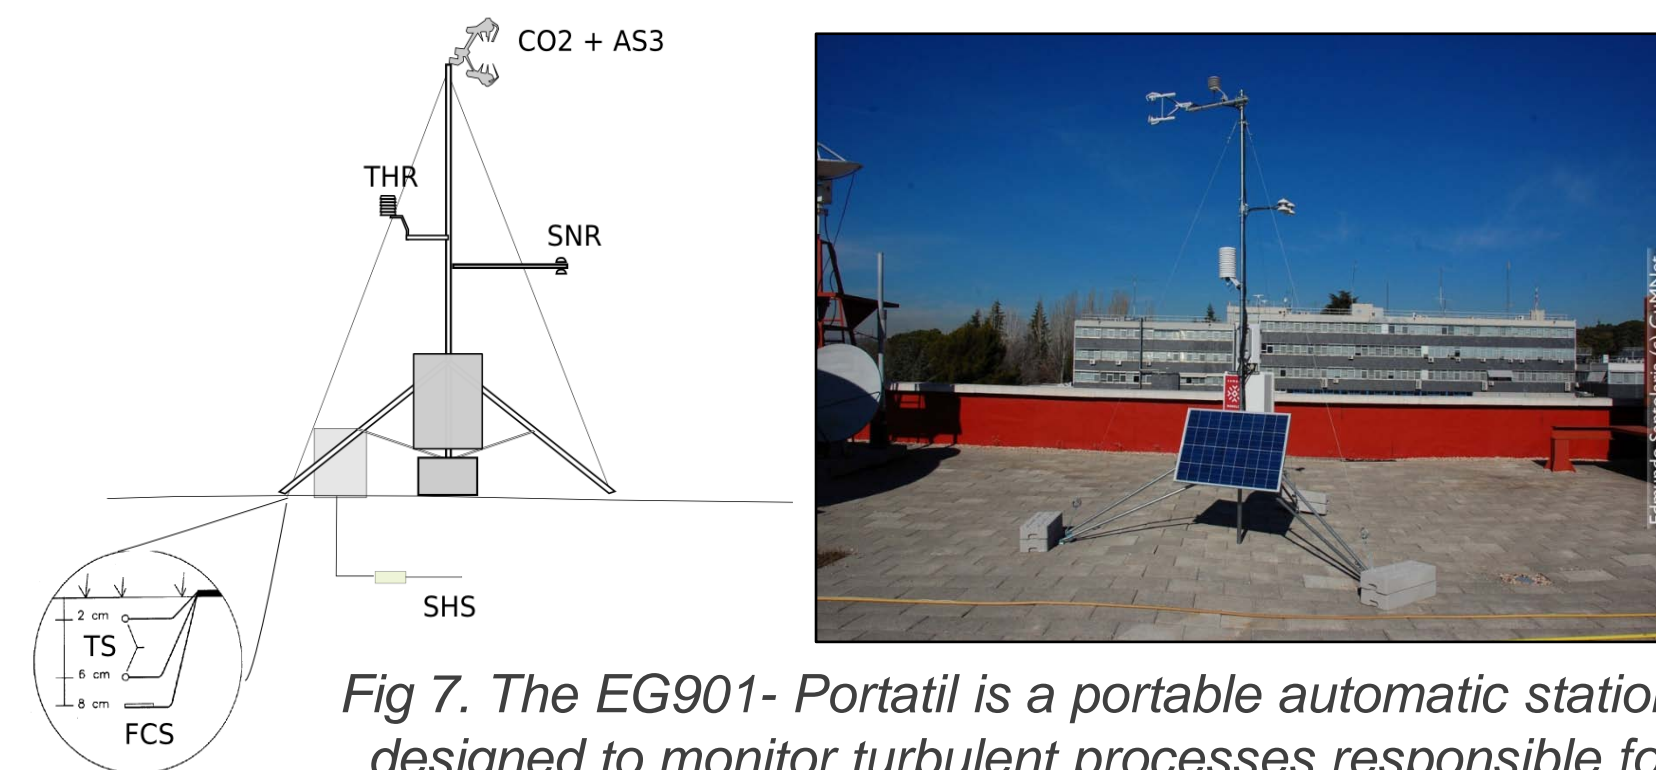 CO2 + AS3
THR
SNR
SHS
2 cm
TS
6 cm
8 cm
FCS
Fig 7. The EG901- Portatil is a portable automatic station
designed to monitor turbulent processes responsible fo